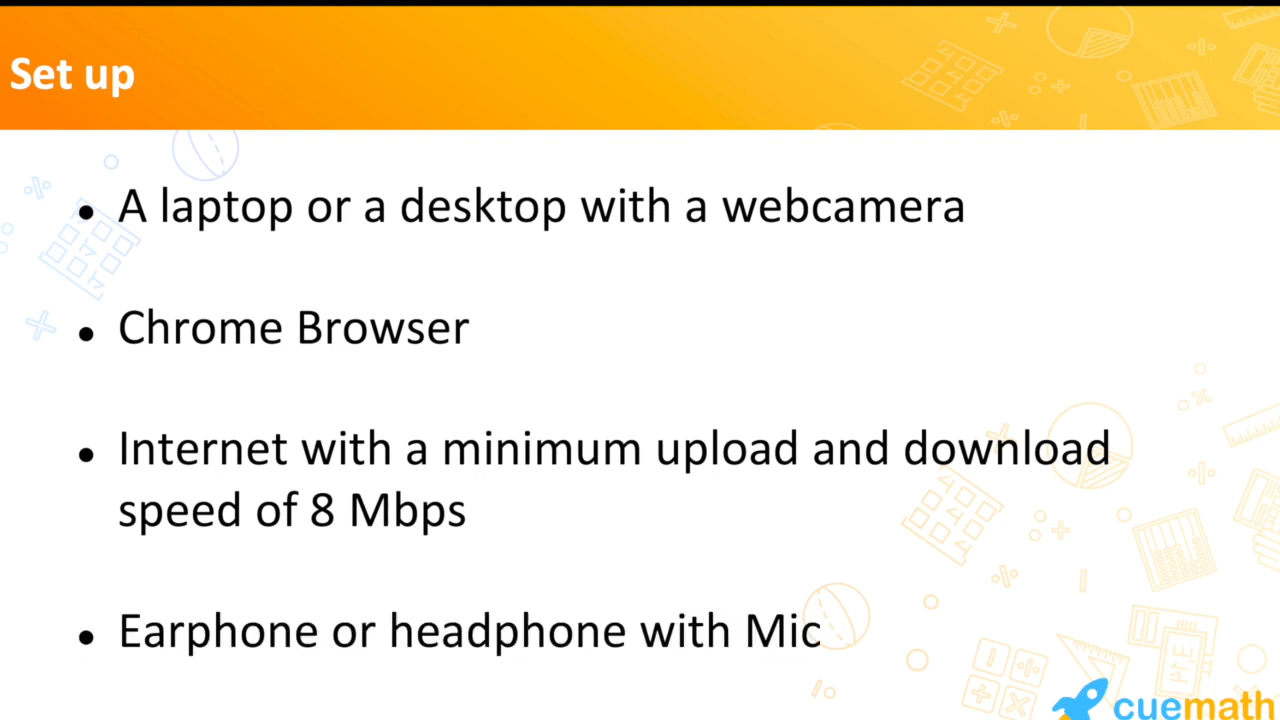 Set up
● A laptop or a desktop with a webcamera
● Chrome Browser
● Internet with a minimum upload and download
speed of 8 Mbps
● Earphone or headphone with Mic
cuemath